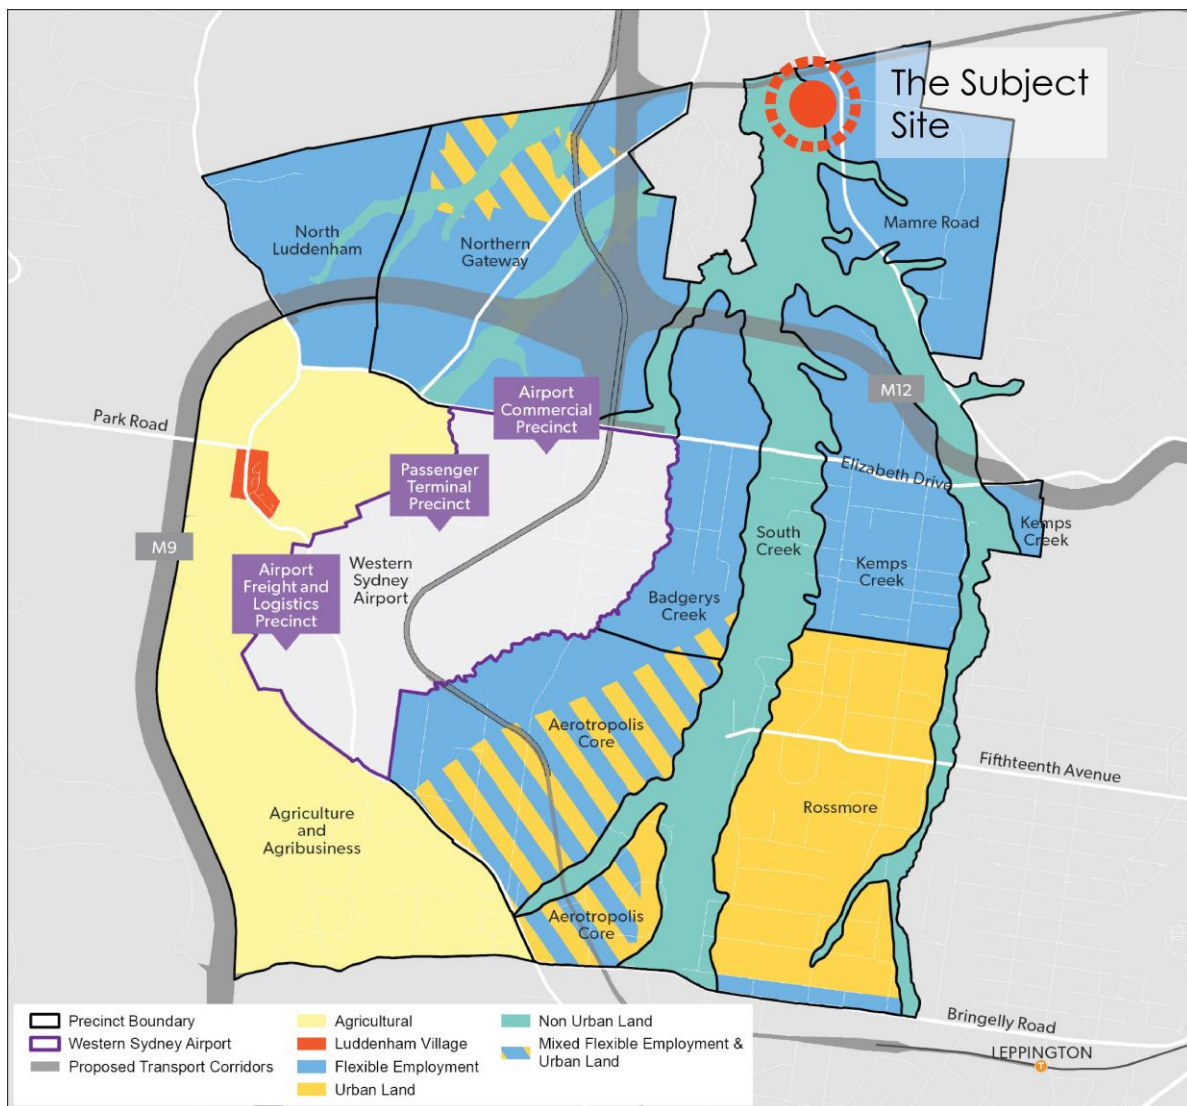 The Subject
Site
Mamre Road
North
Luddenham
Northern
Gateway
M12
Airport
Commercial
Precinct
Park Road
Passenger
Terminal
Precinct
Elizabeth Drive
M9
Western
Sydney
Airport
Airport
Freight and
Logistics
Precinct
South
Creek
Kemps
Creek
Kemps
Creek
Badgerys
Creek
Aerotropolis
Core
Fifthteenth Avenue
Rossmore
Agriculture
and
Agribusiness
Aerotropolis
Core
Bringelly Road
LEPPINGTON
T
Precinct Boundary
Western Sydney Airport
Proposed Transport Corridors
Agricultural
Luddenham Village
Flexible Employment
Urban Land
Non Urban Land
Mixed Flexible Employment &
Urban Land